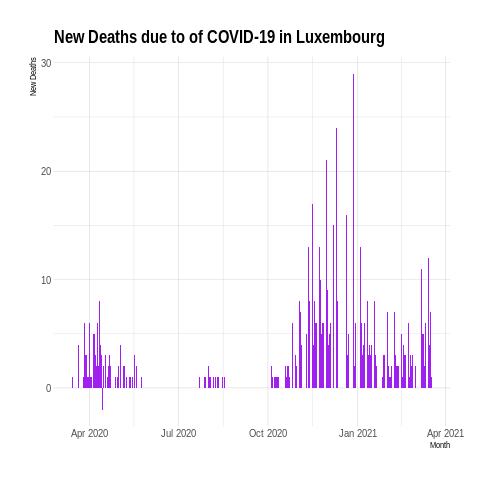 New Deaths due to of COVID-19 in Luxembourg
New Deaths
30
20
10
0
Apr 2020
Jul 2020
Oct 2020
Jan 2021
Apr 2021
Month